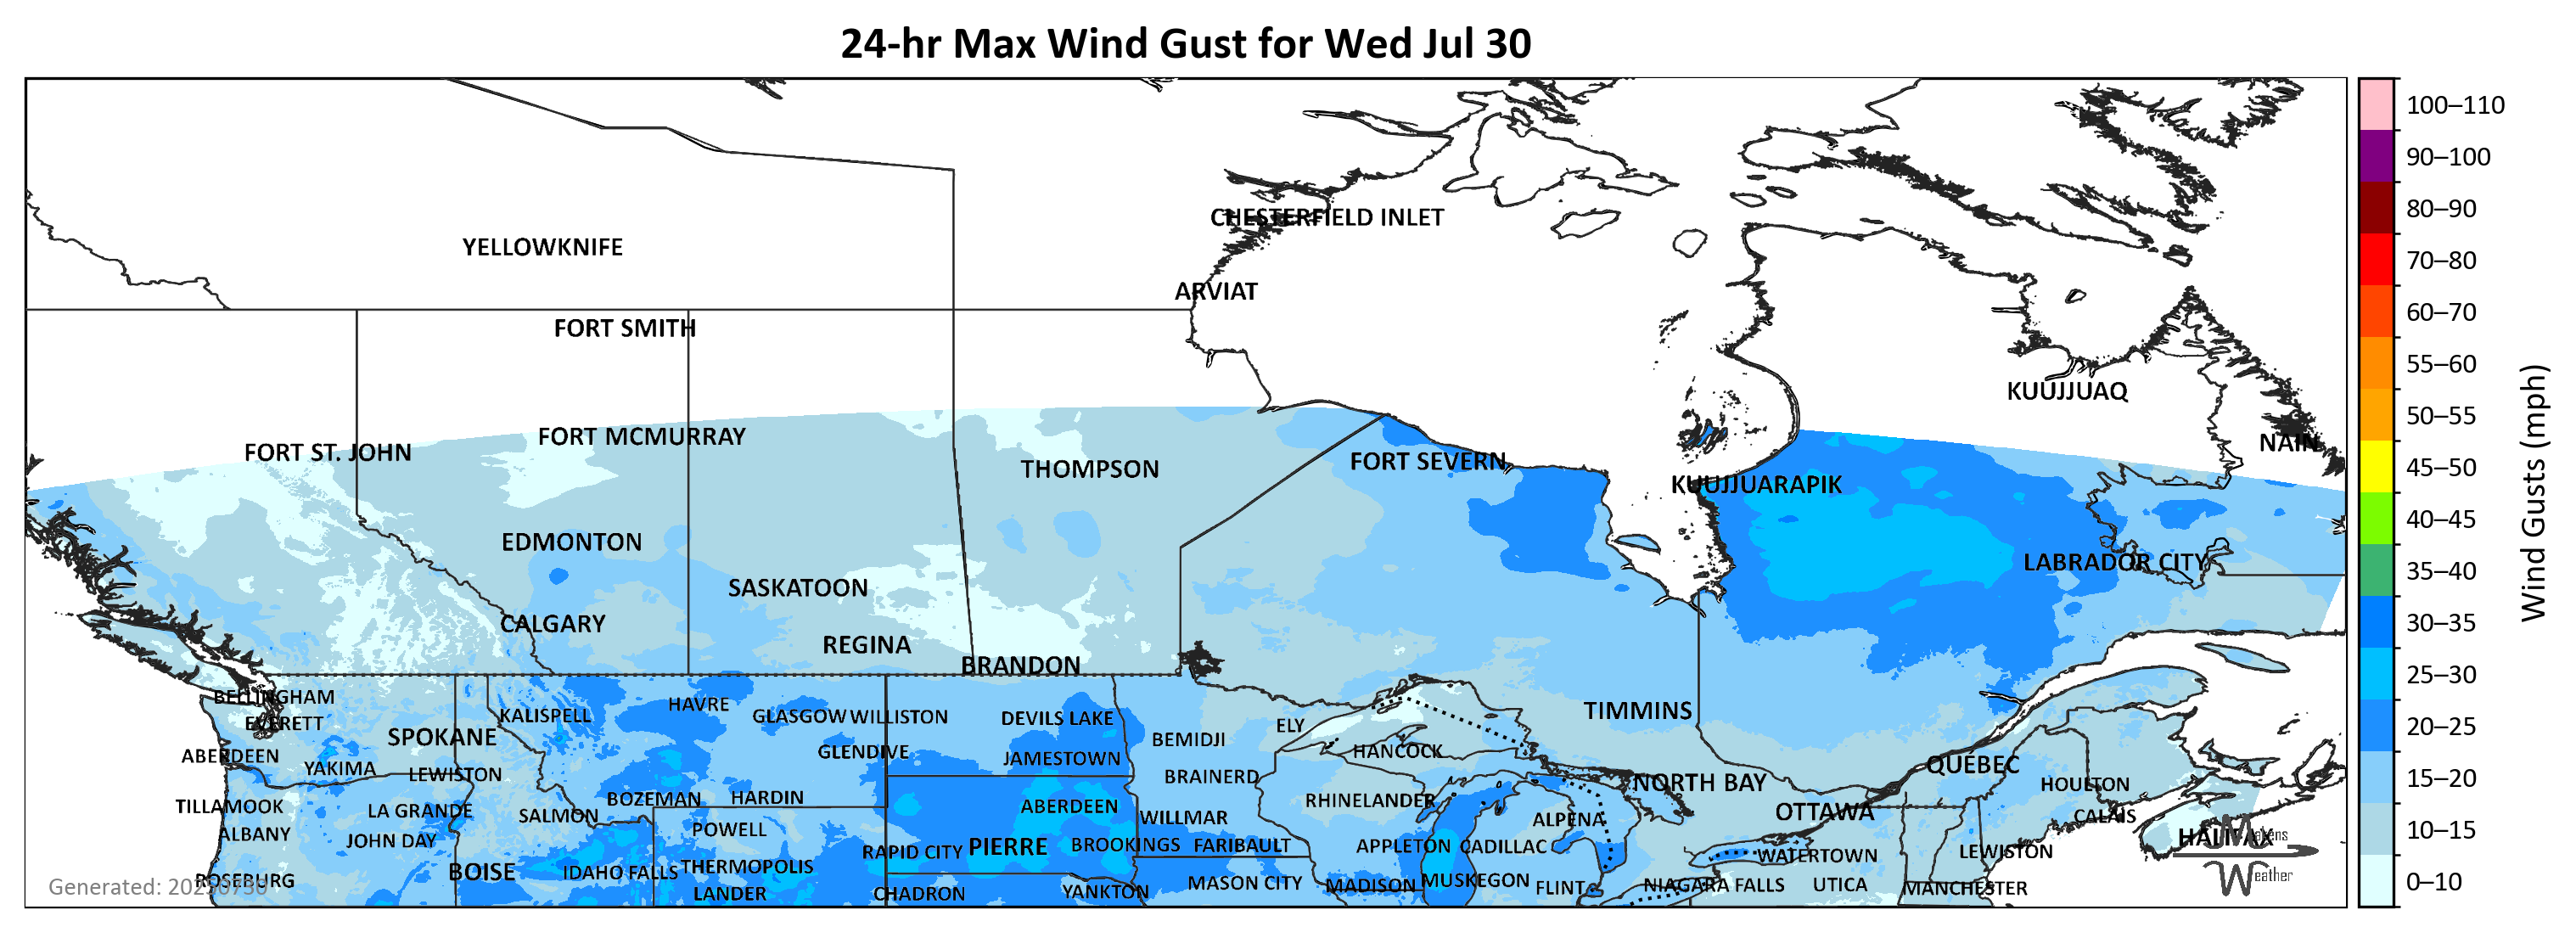 24-hr Max Wind Gust for Wed Jul 30
100–110
90–100
80–90
70–80
60–70
55–60
50–55
45–50
40–45
35–40
30–35
25–30
20–25
15–20
10–15
0–10
Wind Gusts (mph)
CHESTERFIELD INLET
YELLOWKNIFE
ARVIAT
FORT SMITH
KUUJJUAQ
FORT MCMURRAY
NAIN
FORT ST. JOHN
THOMPSON
FORT SEVERN
KUUJJUARAPIK
EDMONTON
LABRADOR CITY
SASKATOON
CALGARY
REGINA
BRANDON
BELLINGHAM
HAVRE
TIMMINS
KALISPELL
GLASGOW
WILLISTON
DEVILS LAKE
EVERETT
ELY
SPOKANE
BEMIDJI
GLENDIVE
HANCOCK
ABERDEEN
JAMESTOWN
QUÉBEC
YAKIMA
LEWISTON
BRAINERD
NORTH BAY
HOULTON
BOZEMAN
HARDIN
RHINELANDER
TILLAMOOK
LA GRANDE
ABERDEEN
OTTAWA
SALMON
WILLMAR
CALAIS
ALPENA
ALBANY
POWELL
HALIFAX
Makens
Weather
JOHN DAY
RAPID CITY
PIERRE
BROOKINGS
FARIBAULT
APPLETON
CADILLAC
LEWISTON
WATERTOWN
BOISE
IDAHO FALLS
THERMOPOLIS
ROSEBURG
MASON CITY
MADISON
MUSKEGON
FLINT
NIAGARA FALLS
UTICA
MANCHESTER
LANDER
CHADRON
YANKTON
Generated: 20250730